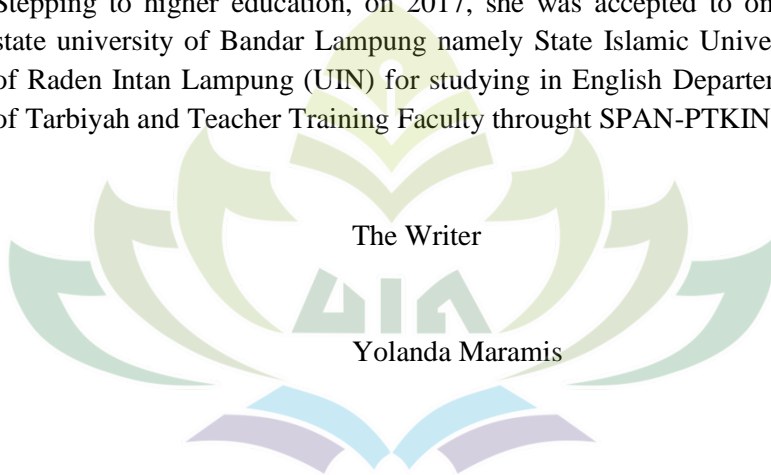 Stepping to higher education, on 2017, she was accepted to on
state university of Bandar Lampung namely State Islamic Unive
of Raden Intan Lampung (UIN) for studying in English Departer
of Tarbiyah and Teacher Training Faculty throught SPAN-PTKIN
The Writer
UIN
Yolanda Maramis